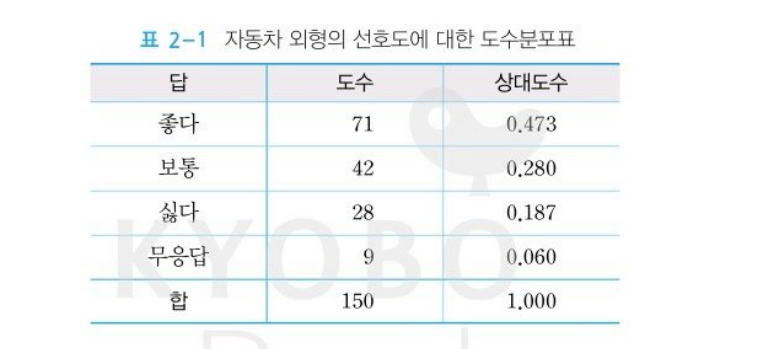 표 2-1 자동차 외형의 선호도에 대한 도수분포표
답 도수 상대도수
좋다 71 0.473
보통 42 0.280
싫다 28 0.187
무응답 9 0.060
합 150 1.000
KYOBO